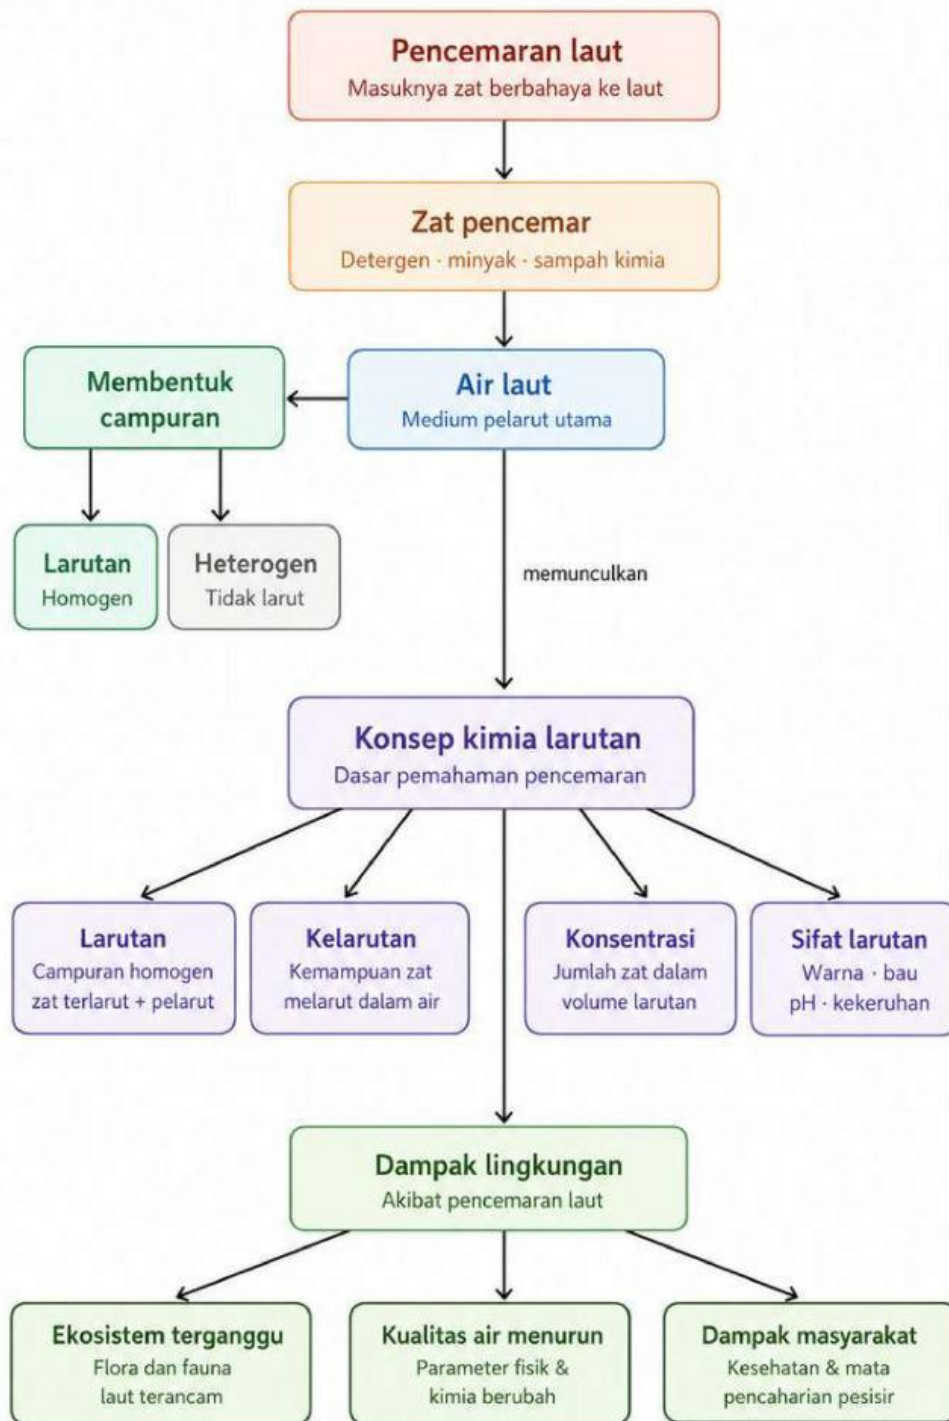 Pencemaran laut
Masuknya zat berbahaya ke laut
Zat pencemar
Detergen · minyak · sampah kimia
Membentuk
campuran
Air laut
Medium pelarut utama
Larutan
Homogen
Heterogen
Tidak larut
memunculkan
Konsep kimia larutan
Dasar pemahaman pencemaran
Larutan
Campuran homogen
zat terlarut + pelarut
Kelarutan
Kemampuan zat
melarut dalam air
Konsentrasi
Jumlah zat dalam
volume larutan
Sifat larutan
Warna · bau
pH · kekeruhan
Dampak lingkungan
Akibat pencemaran laut
Ekosistem terganggu
Flora dan fauna
laut terancam
Kualitas air menurun
Parameter fisik &
kimia berubah
Dampak masyarakat
Kesehatan & mata
pencaharian pesisir